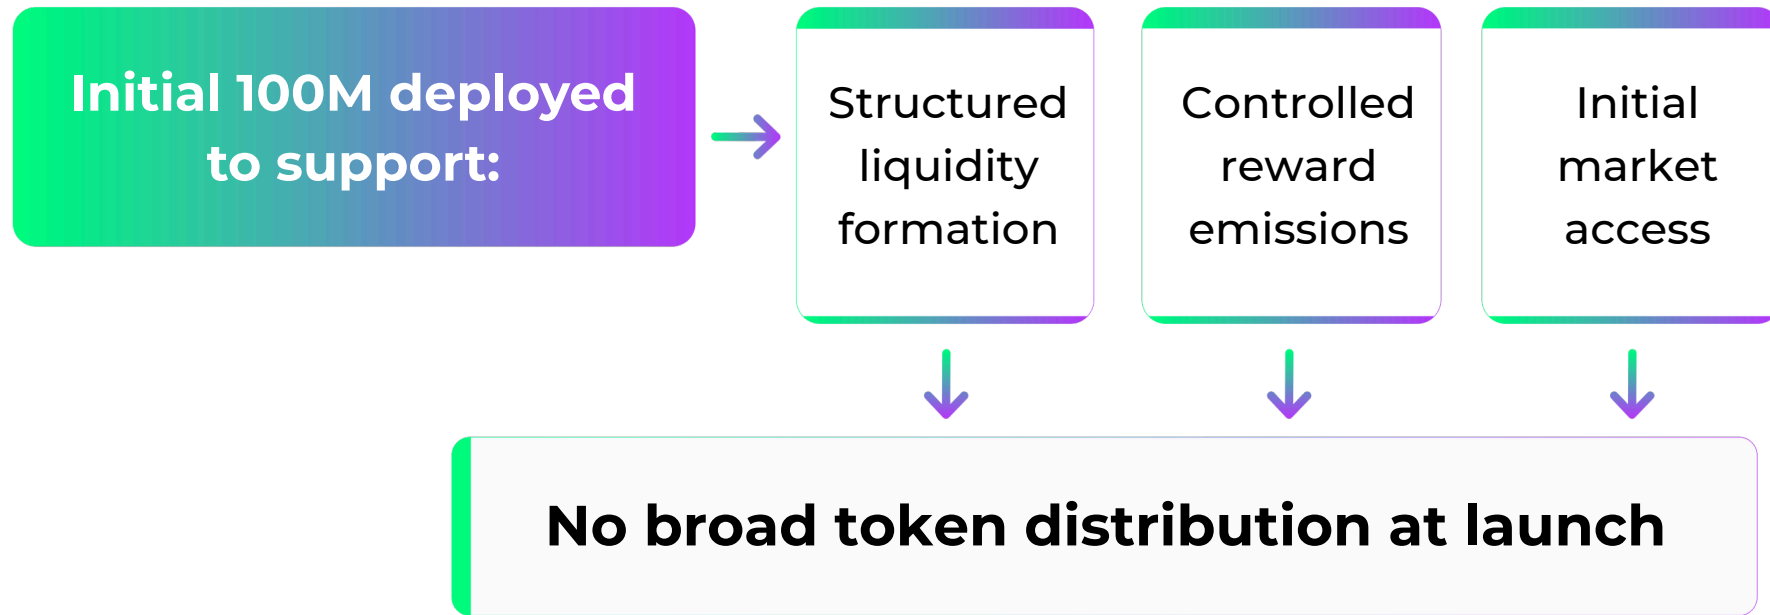 Initial 100M deployed
to support:
Structured
liquidity
formation
Controlled
reward
emissions
Initial
market
access
No broad token distribution at launch